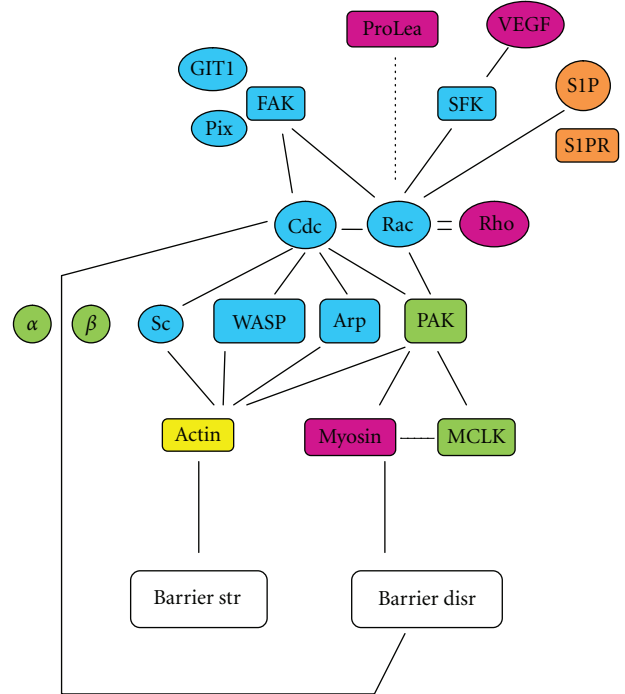 ProLea
VEGF
GIT1
FAK
SFK
S1P
Pix
S1PR
Cdc
Rac
Rho
α
β
Sc
WASP
Arp
PAK
Actin
Myosin
MCLK
Barrier str
Barrier disr